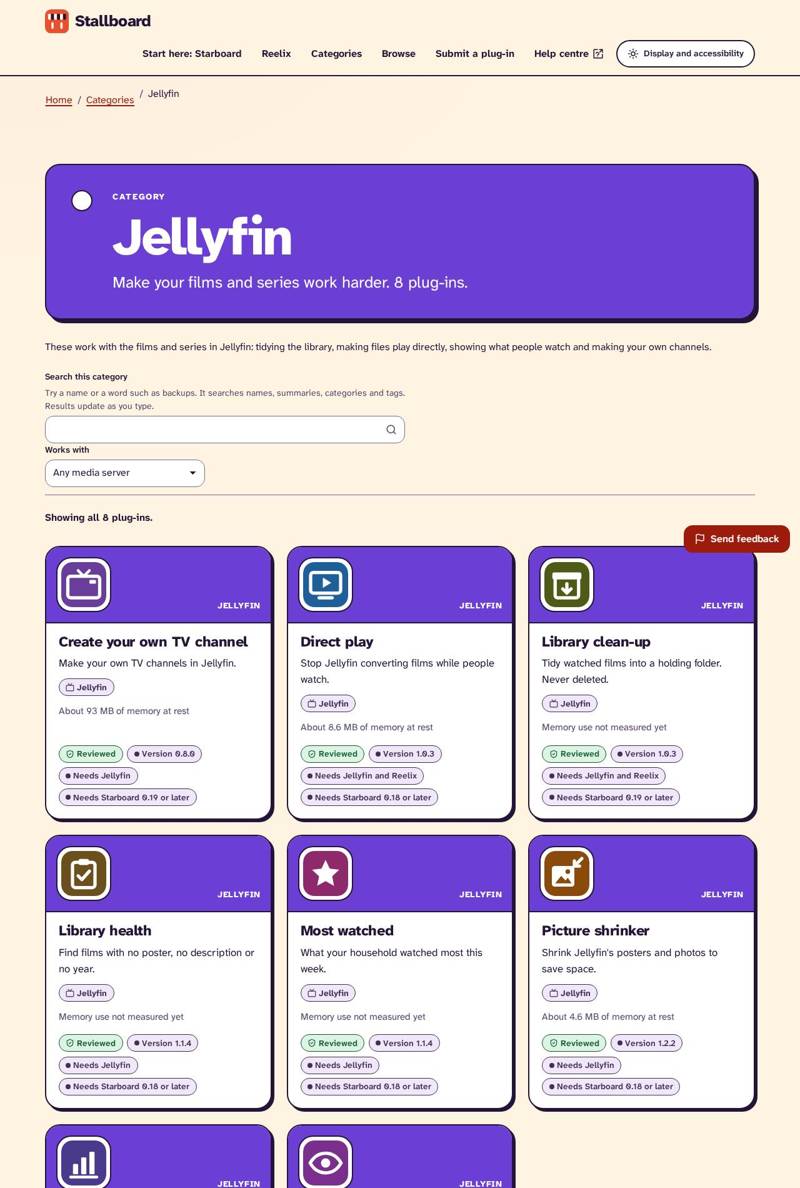 Stallboard
Start here: Starboard
Reelix
Categories
Browse
Submit a plug-in
Help centre
Display and accessibility
Home / Categories / Jellyfin
CATEGORY
Jellyfin
Make your films and series work harder. 8 plug-ins.
These work with the films and series in Jellyfin: tidying the library, making files play directly, showing what people watch and making your own channels.
Search this category
Try a name or a word such as backups. It searches names, summaries, categories and tags.
Results update as you type.
Works with
Any media server
Showing all 8 plug-ins.
Send feedback
JELLYFIN
Create your own TV channel
Make your own TV channels in Jellyfin.
Jellyfin
About 93 MB of memory at rest
Reviewed
Version 0.8.0
Needs Jellyfin
Needs Starboard 0.19 or later
JELLYFIN
Direct play
Stop Jellyfin converting films while people
watch.
Jellyfin
About 8.6 MB of memory at rest
Reviewed
Version 1.0.3
Needs Jellyfin and Reelix
Needs Starboard 0.18 or later
JELLYFIN
Library clean-up
Tidy watched films into a holding folder.
Never deleted.
Jellyfin
Memory use not measured yet
Reviewed
Version 1.0.3
Needs Jellyfin and Reelix
Needs Starboard 0.19 or later
JELLYFIN
Library health
Find films with no poster, no description or
no year.
Jellyfin
Memory use not measured yet
Reviewed
Version 1.1.4
Needs Jellyfin
Needs Starboard 0.18 or later
JELLYFIN
Most watched
What your household watched most this
week.
Jellyfin
Memory use not measured yet
Reviewed
Version 1.1.4
Needs Jellyfin
Needs Starboard 0.18 or later
JELLYFIN
Picture shrinker
Shrink Jellyfin's posters and photos to
save space.
Jellyfin
About 4.6 MB of memory at rest
Reviewed
Version 1.2.2
Needs Jellyfin
Needs Starboard 0.18 or later
JELLYFIN
JELLYFIN